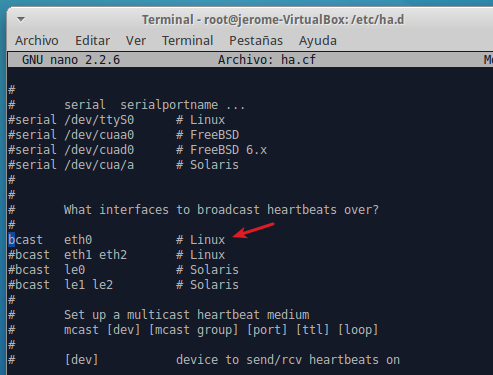 Terminal - root@jerome-VirtualBox: /etc/ha.d
Archivo Editar Ver Terminal Pestañas Ayuda
GNU nano 2.2.6 Archivo: ha.cf
#
# serial serialportname ...
#serial /dev/ttyS0 # Linux
#serial /dev/cuaa0 # FreeBSD
#serial /dev/cuad0 # FreeBSD 6.x
#serial /dev/cua/a # Solaris
#
#
# What interfaces to broadcast heartbeats over?
#
bcast eth0 # Linux
#bcast eth1 eth2 # Linux
#bcast le0 # Solaris
#bcast le1 le2 # Solaris
#
# Set up a multicast heartbeat medium
# mcast [dev] [mcast group] [port] [ttl] [loop]
#
# [dev] device to send/rcv heartbeats on